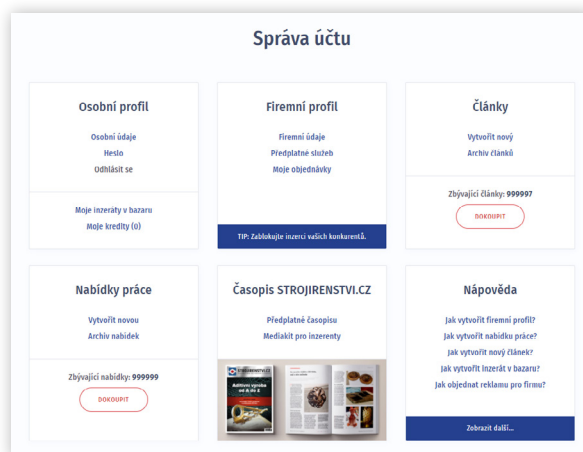 Správa účtu
Osobní profil
Osobní údaje
Heslo
Odhlásit se
Moje inzeráty v bazaru
Moje kredity (0)
Firemní profil
Firemní údaje
Předplatné služeb
Moje objednávky
TIP: Zablokujte inzerci vašich konkurentů.
Články
Vytvořit nový
Archiv článků
Zbývající články: 999997
DOKOUPIT
Nabídky práce
Vytvořit novou
Archiv nabídek
Zbývající nabídky: 999999
DOKOUPIT
Časopis STROJIRENSTVI.CZ
Předplatné časopisu
Mediakit pro inzerenty
STROJIRENSTVI.CZ
Aditivní výroba
od A do Z
Nápověda
Jak vytvořit firemní profil?
Jak vytvořit nabídku práce?
Jak vytvořit nový článek?
Jak vytvořit inzerát v bazaru?
Jak objednat reklamu pro firmu?
Zobrazit další...